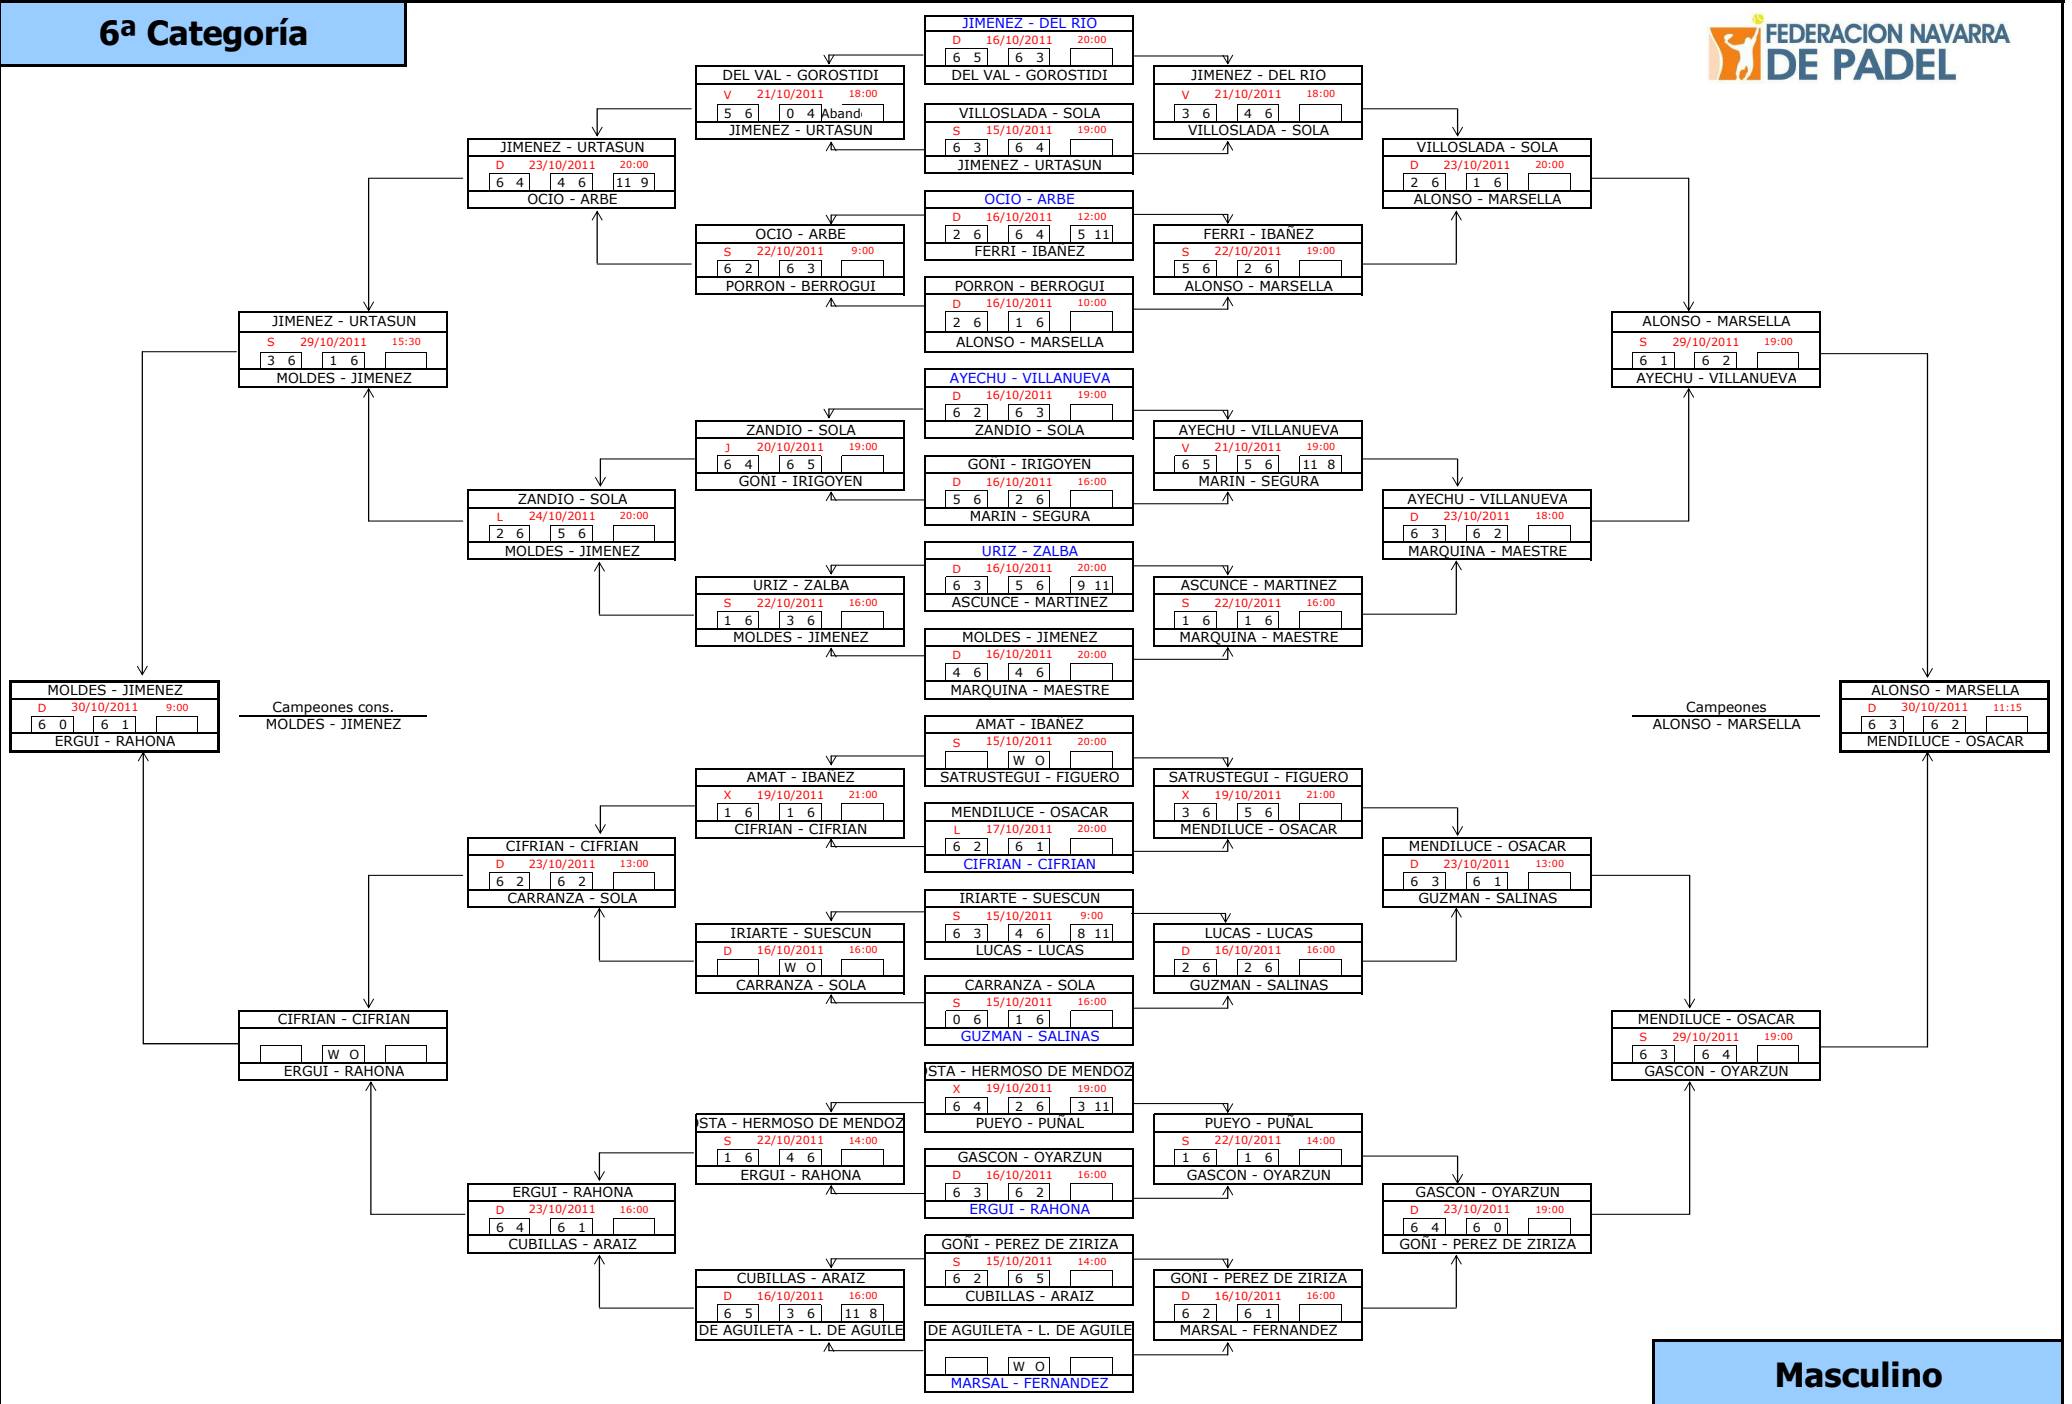 6ª Categoría
FEDERACION NAVARRA
DE PADEL
MOLDES - JIMENEZ
D 30/10/2011 9:00
6 0 6 1
ERGUI - RAHONA
Campeones cons.
MOLDES - JIMENEZ
JIMENEZ - URTASUN
S 29/10/2011 15:30
3 6 1 6
MOLDES - JIMENEZ
CIFRIAN - CIFRIAN
W O
ERGUI - RAHONA
JIMENEZ - URTASUN
D 23/10/2011 20:00
6 4 4 6 11 9
OCIO - ARBE
ZANDIO - SOLA
L 24/10/2011 20:00
2 6 5 6
MOLDES - JIMENEZ
CIFRIAN - CIFRIAN
D 23/10/2011 13:00
6 2 6 2
CARRANZA - SOLA
ERGUI - RAHONA
D 23/10/2011 16:00
6 4 6 1
CUBILLAS - ARAIZ
DEL VAL - GOROSTIDI
V 21/10/2011 18:00
5 6 0 4 Aband
JIMENEZ - URTASUN
OCIO - ARBE
S 22/10/2011 9:00
6 2 6 3
PORRON - BERROGUI
ZANDIO - SOLA
J 20/10/2011 19:00
6 4 6 5
GOÑI - IRIGOYEN
URIZ - ZALBA
S 22/10/2011 16:00
1 6 3 6
MOLDES - JIMENEZ
AMAT - IBAÑEZ
X 19/10/2011 21:00
1 6 1 6
CIFRIAN - CIFRIAN
IRIARTE - SUESCUN
D 16/10/2011 16:00
W O
CARRANZA - SOLA
STA - HERMOSO DE MENDOZ
S 22/10/2011 14:00
1 6 4 6
ERGUI - RAHONA
CUBILLAS - ARAIZ
D 16/10/2011 16:00
6 5 3 6 11 8
DE AGUILETA - L. DE AGUILE
JIMENEZ - DEL RIO
D 16/10/2011 20:00
6 5 6 3
DEL VAL - GOROSTIDI
VILLOSLADA - SOLA
S 15/10/2011 19:00
6 3 6 4
JIMENEZ - URTASUN
OCIO - ARBE
D 16/10/2011 12:00
2 6 6 4 5 11
FERRI - IBAÑEZ
PORRON - BERROGUI
D 16/10/2011 10:00
2 6 1 6
ALONSO - MARSELLA
AYECHU - VILLANUEVA
D 16/10/2011 19:00
6 2 6 3
ZANDIO - SOLA
GOÑI - IRIGOYEN
D 16/10/2011 16:00
5 6 2 6
MARIN - SEGURA
URIZ - ZALBA
D 16/10/2011 20:00
6 3 5 6 9 11
ASCUNCE - MARTINEZ
MOLDES - JIMENEZ
D 16/10/2011 20:00
4 6 4 6
MARQUINA - MAESTRE
AMAT - IBAÑEZ
S 15/10/2011 20:00
W O
SATRUSTEGUI - FIGUERO
MENDILUCE - OSACAR
L 17/10/2011 20:00
6 2 6 1
CIFRIAN - CIFRIAN
IRIARTE - SUESCUN
S 15/10/2011 9:00
6 3 4 6 8 11
LUCAS - LUCAS
CARRANZA - SOLA
S 15/10/2011 16:00
0 6 1 6
GUZMAN - SALINAS
STA - HERMOSO DE MENDOZ
X 19/10/2011 19:00
6 4 2 6 3 11
PUEYO - PUÑAL
GASCON - OYARZUN
D 16/10/2011 16:00
6 3 6 2
ERGUI - RAHONA
GOÑI - PEREZ DE ZIRIZA
S 15/10/2011 14:00
6 2 6 5
CUBILLAS - ARAIZ
DE AGUILETA - L. DE AGUILE
W O
MARSAL - FERNANDEZ
JIMENEZ - DEL RIO
V 21/10/2011 18:00
3 6 4 6
VILLOSLADA - SOLA
FERRI - IBAÑEZ
S 22/10/2011 19:00
5 6 2 6
ALONSO - MARSELLA
AYECHU - VILLANUEVA
V 21/10/2011 19:00
6 5 5 6 11 8
MARIN - SEGURA
ASCUNCE - MARTINEZ
S 22/10/2011 16:00
1 6 1 6
MARQUINA - MAESTRE
SATRUSTEGUI - FIGUERO
X 19/10/2011 21:00
3 6 5 6
MENDILUCE - OSACAR
LUCAS - LUCAS
D 16/10/2011 16:00
2 6 2 6
GUZMAN - SALINAS
PUEYO - PUÑAL
S 22/10/2011 14:00
1 6 1 6
GASCON - OYARZUN
GOÑI - PEREZ DE ZIRIZA
D 16/10/2011 16:00
6 2 6 1
MARSAL - FERNANDEZ
VILLOSLADA - SOLA
D 23/10/2011 20:00
2 6 1 6
ALONSO - MARSELLA
AYECHU - VILLANUEVA
D 23/10/2011 18:00
6 3 6 2
MARQUINA - MAESTRE
MENDILUCE - OSACAR
D 23/10/2011 13:00
6 3 6 1
GUZMAN - SALINAS
GASCON - OYARZUN
D 23/10/2011 19:00
6 4 6 0
GOÑI - PEREZ DE ZIRIZA
ALONSO - MARSELLA
S 29/10/2011 19:00
6 1 6 2
AYECHU - VILLANUEVA
MENDILUCE - OSACAR
S 29/10/2011 19:00
6 3 6 4
GASCON - OYARZUN
Campeones
ALONSO - MARSELLA
ALONSO - MARSELLA
D 30/10/2011 11:15
6 3 6 2
MENDILUCE - OSACAR
Masculino